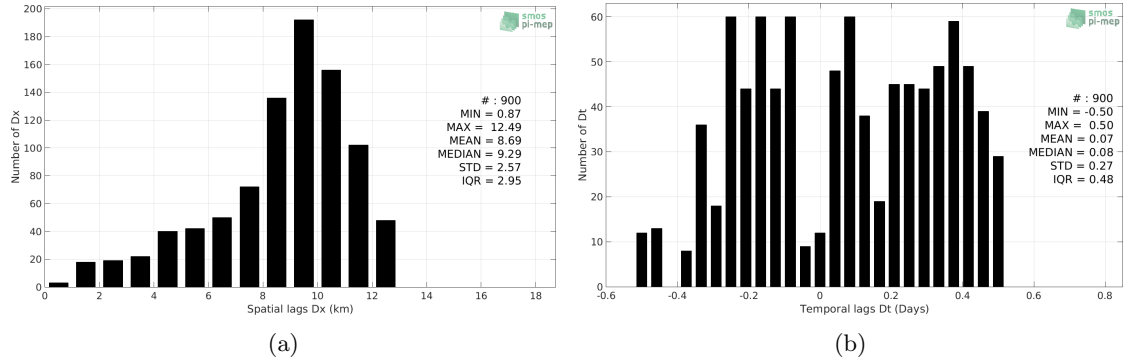 200
180
160
140
120
100
80
60
40
20
0
0 2 4 6 8 10 12 14 16 18
Number of Dx
Spatial lags Dx (km)
smos
pi-mep
# : 900
MIN = 0.87
MAX = 12.49
MEAN = 8.69
MEDIAN = 9.29
STD = 2.57
IQR = 2.95
(a)
60
50
40
30
20
10
0
-0.6 -0.4 -0.2 0 0.2 0.4 0.6 0.8
Number of Dt
Temporal lags Dt (Days)
smos
pi-mep
# : 900
MIN = -0.50
MAX = 0.50
MEAN = 0.07
MEDIAN = 0.08
STD = 0.27
IQR = 0.48
(b)